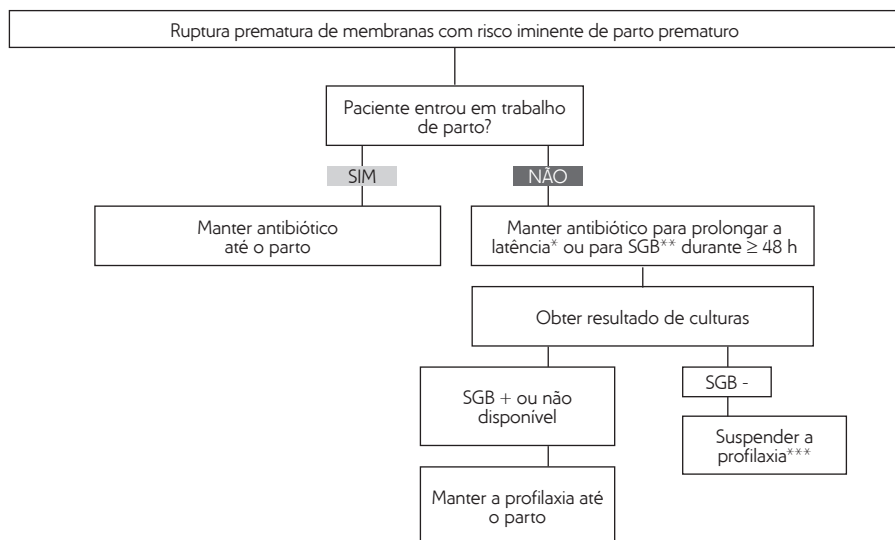 Ruptura prematura de membranas com risco iminente de parto prematuro
Paciente entrou em trabalho
de parto?
SIM
NÃO
Manter antibiótico
até o parto
Manter antibiótico para prolongar a
latência* ou para SGB** durante ≥ 48 h
Obter resultado de culturas
SGB + ou não
disponível
SGB -
Suspender a
profilaxia***
Manter a profilaxia até
o parto